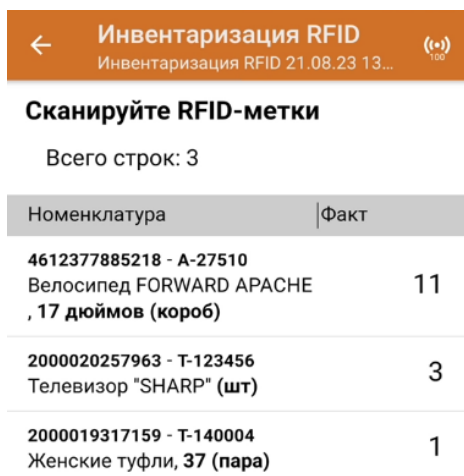 Инвентаризация RFID
Инвентаризация RFID 21.08.23 13...
100
Сканируйте RFID-метки
Всего строк: 3
Номенклатура Факт
4612377885218 - А-27510
Велосипед FORWARD APACHE 11
, 17 дюймов (короб)
2000020257963 - Т-123456
Телевизор "SHARP" (шт) 3
2000019317159 - Т-140004
Женские туфли, 37 (пара) 1